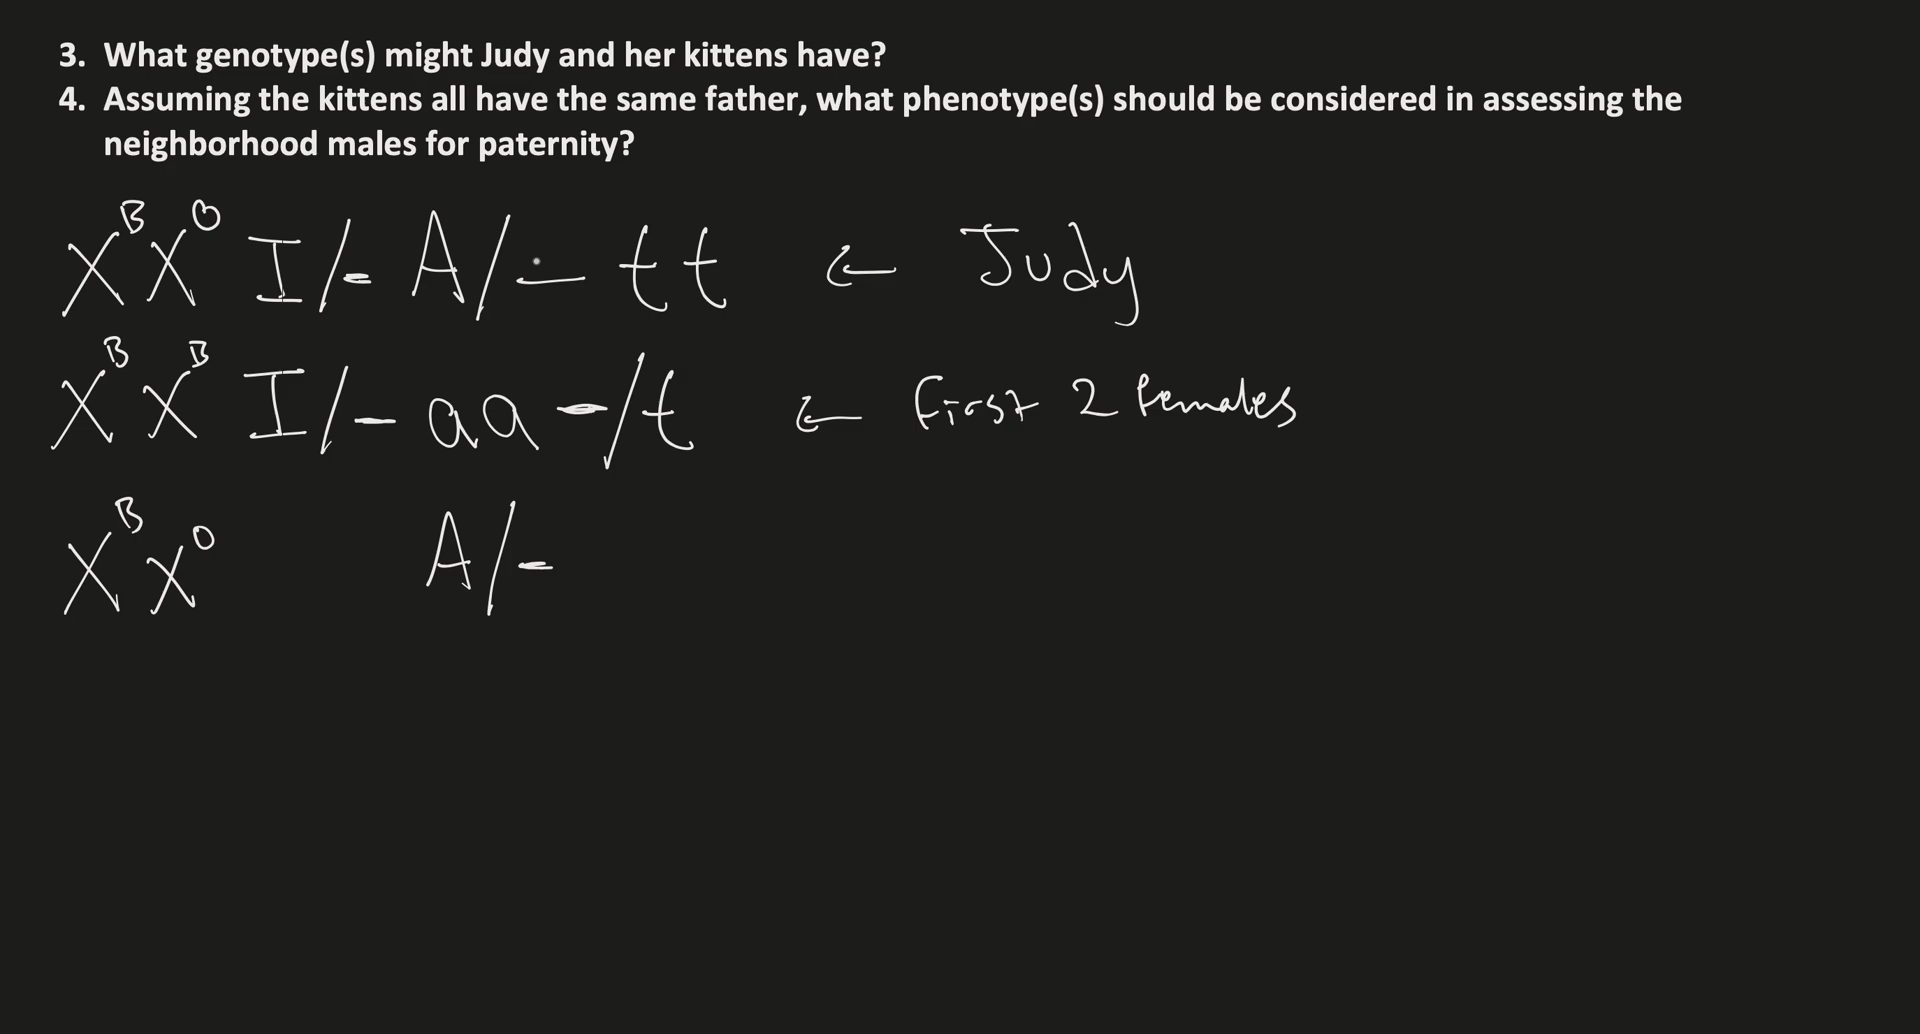 3. What genotype(s) might Judy and her kittens have?
4. Assuming the kittens all have the same father, what phenotype(s) should be considered in assessing the
neighborhood males for paternity?
X^B X^O I/- A/- tt ← Judy
X^B X^B I/- aa -/t ← First 2 females
X^B X^O A/-